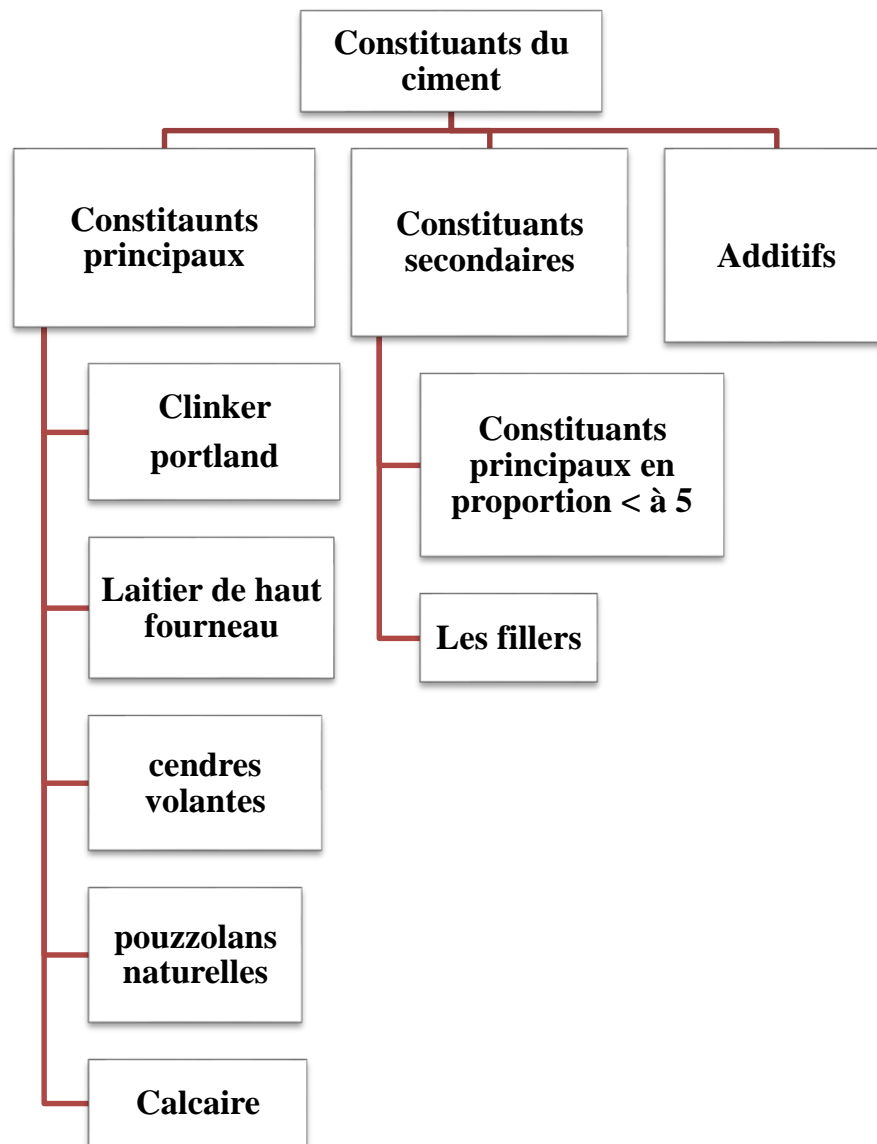 Constituants du
ciment
Constitaunts
principaux
Constituants
secondaires
Additifs
Clinker
portland
Laitier de haut
fourneau
cendres
volantes
pouzzolans
naturelles
Calcaire
Constituants
principaux en
proportion < à 5
Les fillers